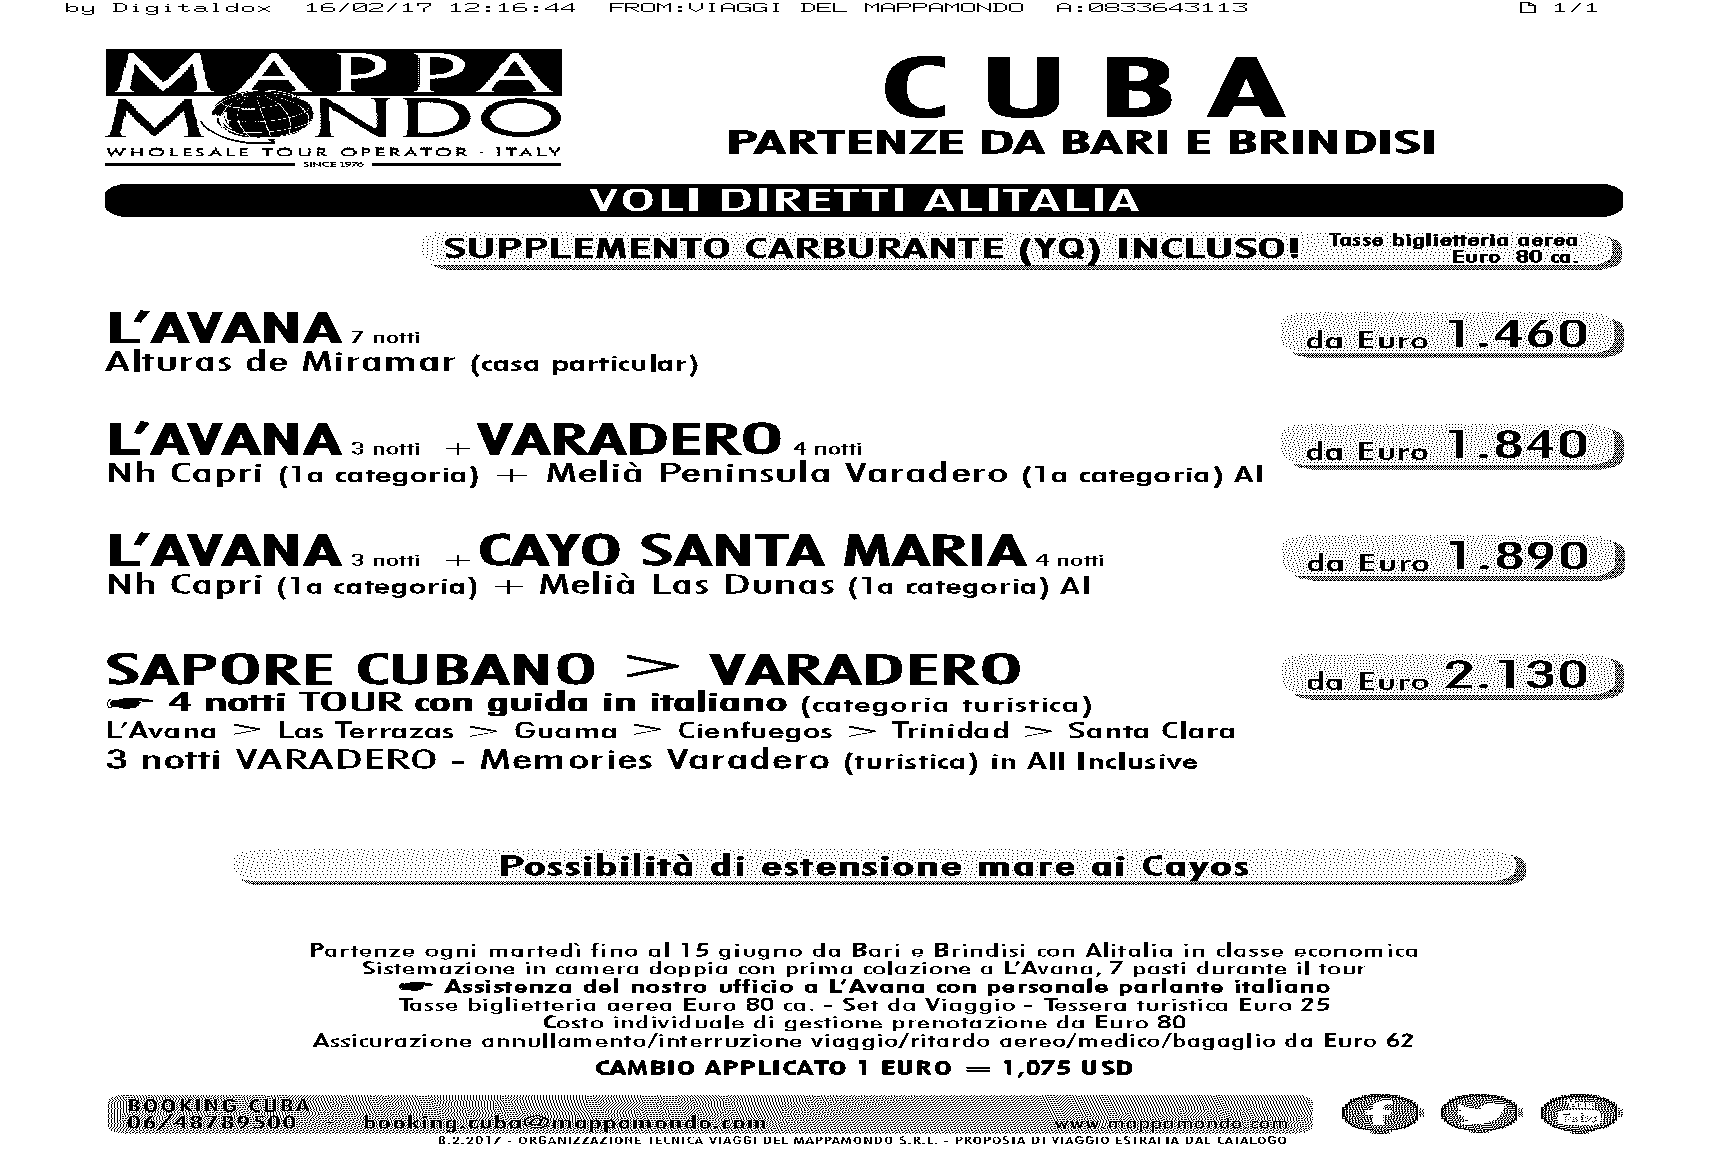 by Digitaldox 16/02/17 12:16:44 FROM:VIAGGI DEL MAPPAMONDO A:0833643113 1/1
MAPPA
MONDO
WHOLESALE TOUR OPERATOR - ITALY
SINCE 1976
CUBA
PARTENZE DA BARI E BRINDISI
VOLI DIRETTI ALITALIA
SUPPLEMENTO CARBURANTE (YQ) INCLUSO! Tasse biglietteria aerea
Euro 80 ca.
L'AVANA 7 notti da Euro 1.460
Alturas de Miramar (casa particular)
L'AVANA 3 notti + VARADERO 4 notti da Euro 1.840
Nh Capri (1a categoria) + Melià Peninsula Varadero (1a categoria) AI
L'AVANA 3 notti + CAYO SANTA MARIA 4 notti da Euro 1.890
Nh Capri (1a categoria) + Melià Las Dunas (1a categoria) AI
SAPORE CUBANO > VARADERO da Euro 2.130
☛ 4 notti TOUR con guida in italiano (categoria turistica)
L'Avana > Las Terrazas > Guama > Cienfuegos > Trinidad > Santa Clara
3 notti VARADERO - Memories Varadero (turistica) in All Inclusive
Possibilità di estensione mare ai Cayos
Partenze ogni martedì fino al 15 giugno da Bari e Brindisi con Alitalia in classe economica
Sistemazione in camera doppia con prima colazione a L'Avana, 7 pasti durante il tour
☛ Assistenza del nostro ufficio a L'Avana con personale parlante italiano
Tasse biglietteria aerea Euro 80 ca. - Set da Viaggio - Tessera turistica Euro 25
Costo individuale di gestione prenotazione da Euro 80
Assicurazione annullamento/interruzione viaggio/ritardo aereo/medico/bagaglio da Euro 62
CAMBIO APPLICATO 1 EURO = 1,075 USD
BOOKING CUBA
06/48789500 booking.cuba@mappamondo.com www.mappamondo.com
8.2.2017 - ORGANIZZAZIONE TECNICA VIAGGI DEL MAPPAMONDO S.R.L. - PROPOSTA DI VIAGGIO ESTRATTA DAL CATALOGO